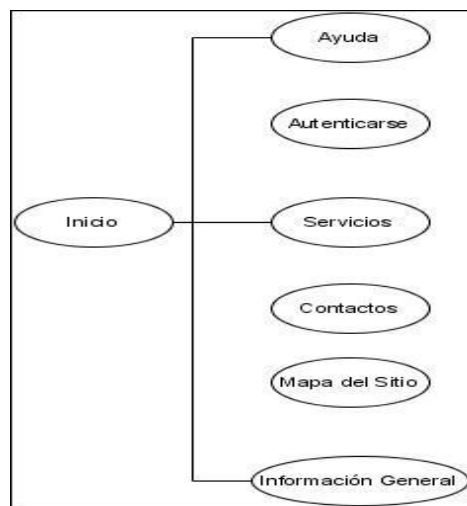 Ayuda
Autenticarse
Inicio
Servicios
Contactos
Mapa del Sitio
Información General